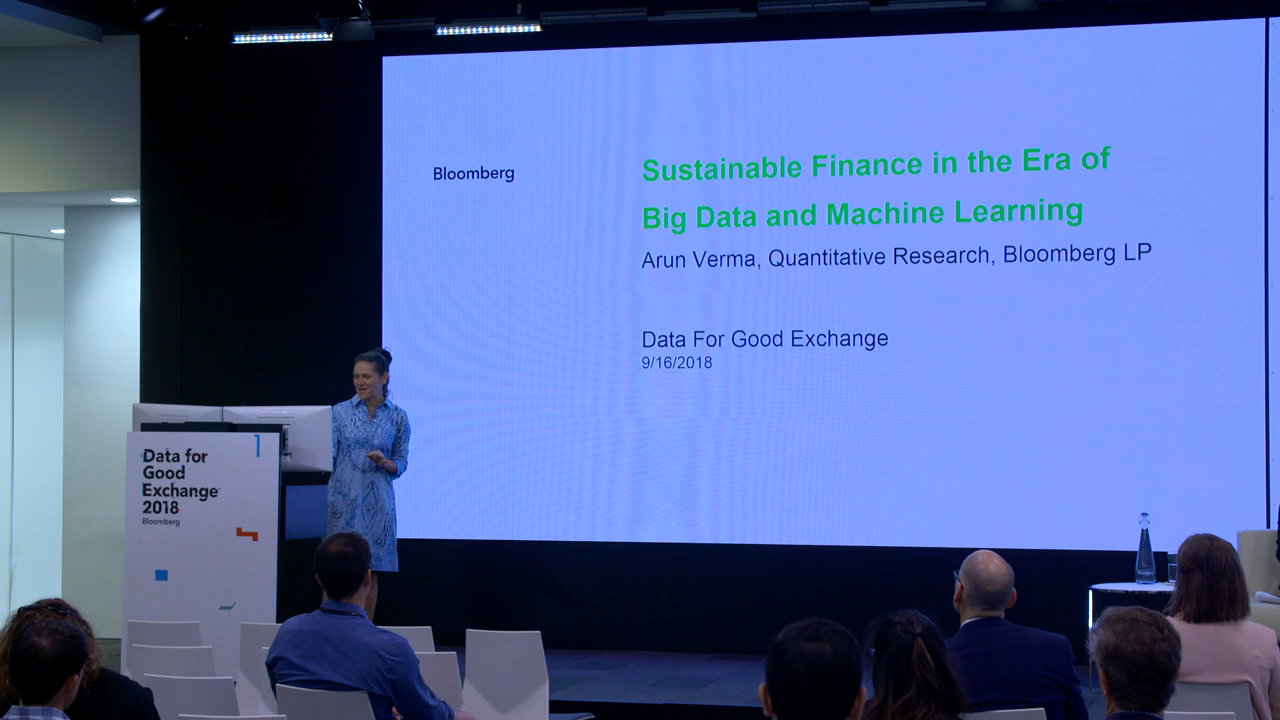 Bloomberg
Sustainable Finance in the Era of
Big Data and Machine Learning
Arun Verma, Quantitative Research, Bloomberg LP
Data For Good Exchange
9/16/2018
Data for
Good
Exchange
2018
Bloomberg